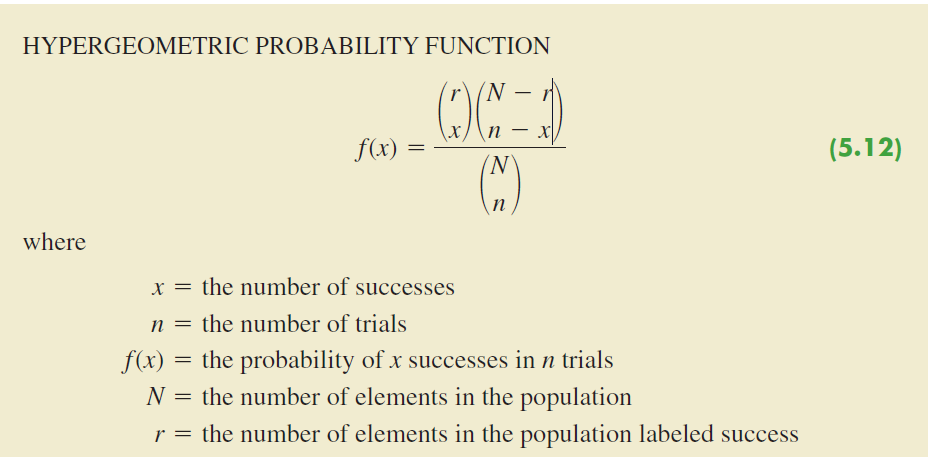 HYPERGEOMETRIC PROBABILITY FUNCTION
f(x) = \frac{\binom{r}{x}\binom{N - r}{n - x}}{\binom{N}{n}} (5.12)
where
x = the number of successes
n = the number of trials
f(x) = the probability of x successes in n trials
N = the number of elements in the population
r = the number of elements in the population labeled success